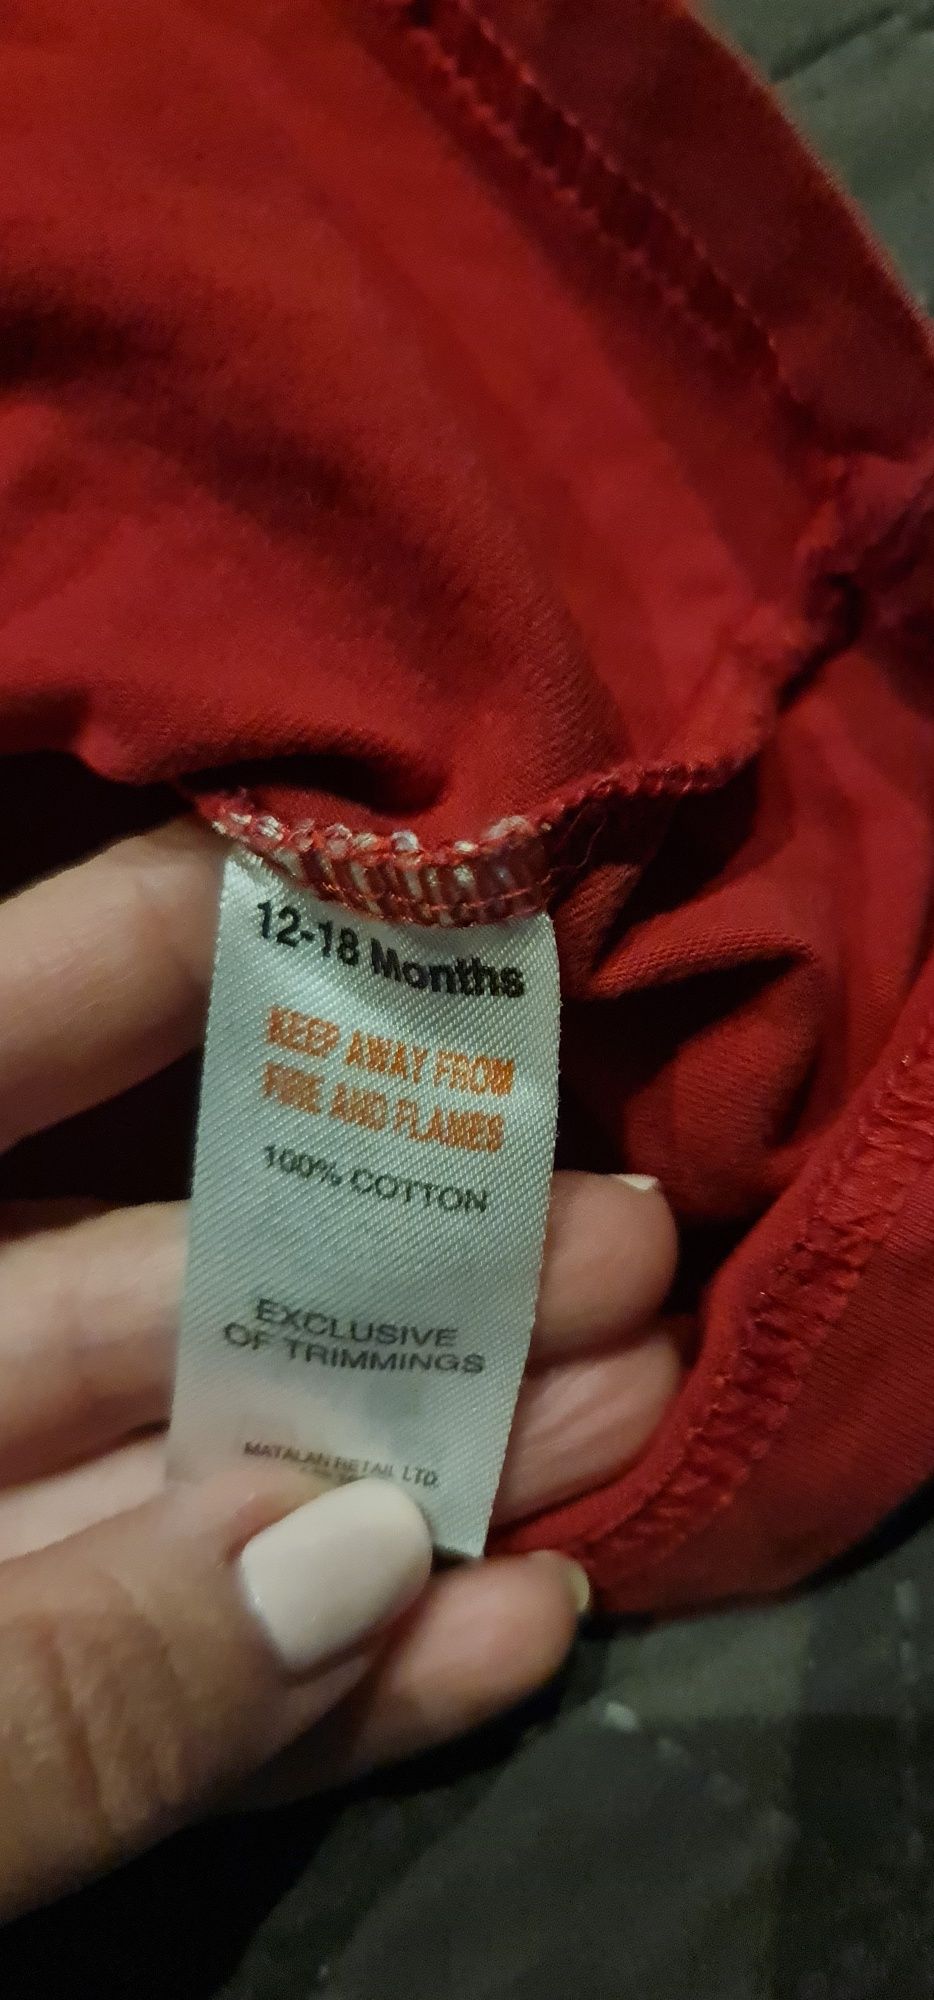 12-18 Months
KEEP AWAY FROM
FIRE AND FLAMES
100% COTTON
EXCLUSIVE
OF TRIMMINGS
MATALAN RETAIL LTD.